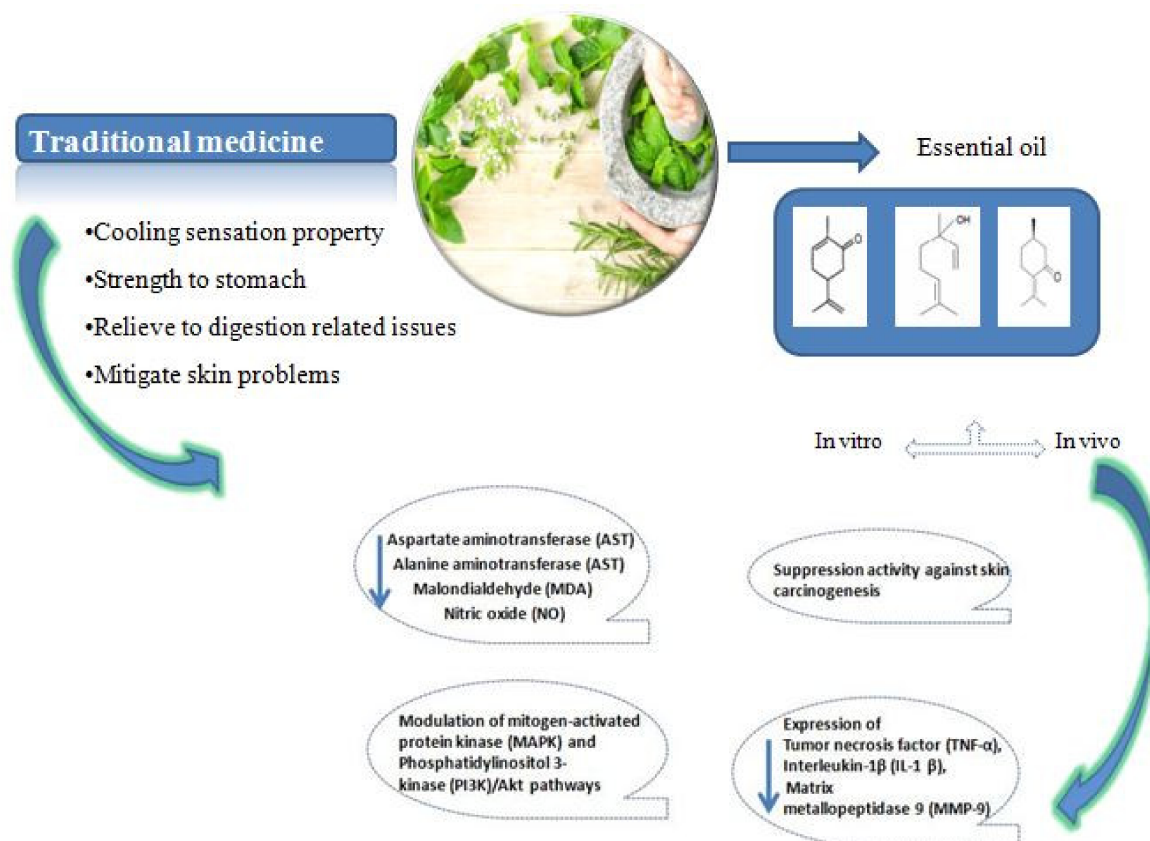 Traditional medicine
•Cooling sensation property
•Strength to stomach
•Relieve to digestion related issues
•Mitigate skin problems
Essential oil
O
OH
O
In vitro
In vivo
Aspartate aminotransferase (AST)
Alanine aminotransferase (AST)
Malondialdehyde (MDA)
Nitric oxide (NO)
Suppression activity against skin
carcinogenesis
Modulation of mitogen-activated
protein kinase (MAPK) and
Phosphatidylinositol 3-
kinase (PI3K)/Akt pathways
Expression of
Tumor necrosis factor (TNF-α),
Interleukin-1β (IL-1 β),
Matrix
metallopeptidase 9 (MMP-9)